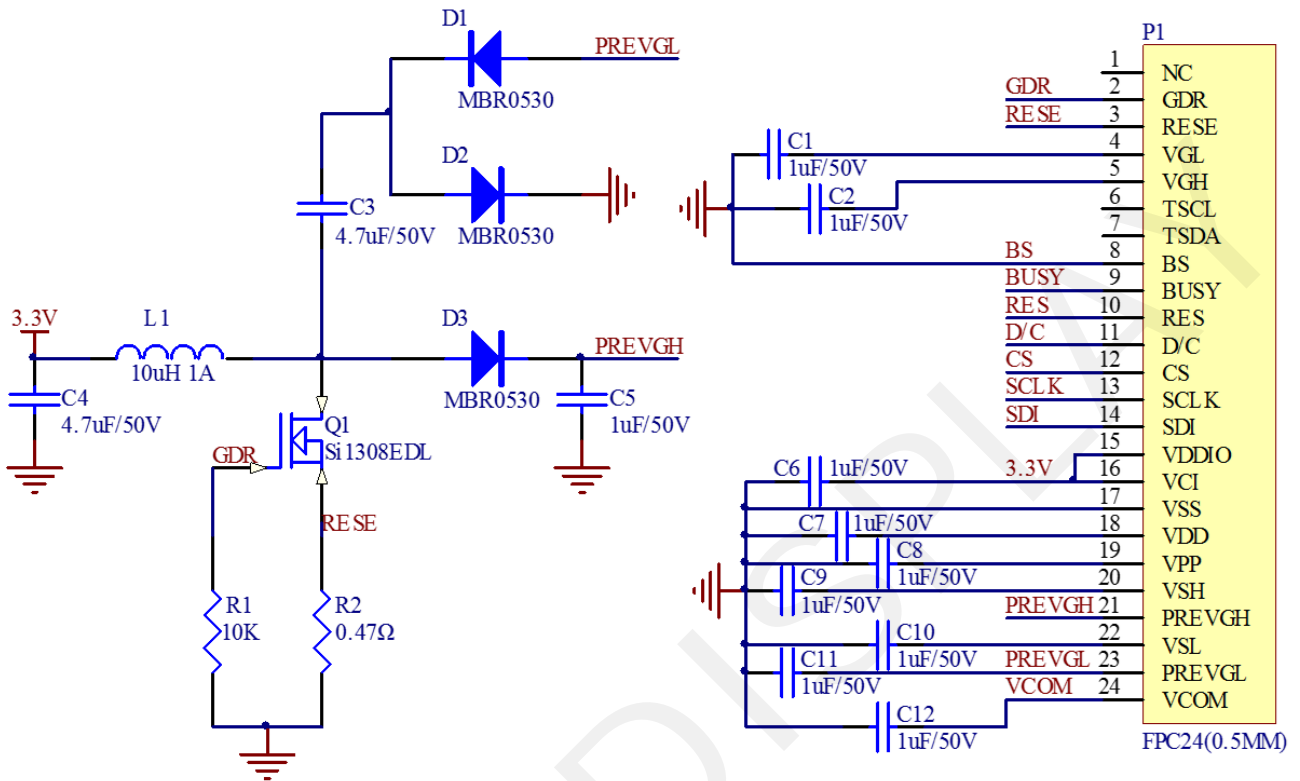 D1
PREVGL
MBR0530
D2
MBR0530
C3
4.7uF/50V
3.3V
L1
10uH 1A
D3
PREVGH
MBR0530
C4
4.7uF/50V
C5
1uF/50V
Q1
Si1308EDL
GDR
RESE
R1
10K
R2
0.47Ω
P1
1 NC
GDR 2 GDR
RESE 3 RESE
C1
1uF/50V
4 VGL
5 VGH
C2
1uF/50V
6 TSCL
7 TSDA
BS 8 BS
BUSY 9 BUSY
RES 10 RES
D/C 11 D/C
CS 12 CS
SCLK 13 SCLK
SDI 14 SDI
15 VDDIO
C6 1uF/50V 3.3V 16 VCI
17 VSS
C7 1uF/50V 18 VDD
C8
1uF/50V
19 VPP
C9
1uF/50V
20 VSH
PREVGH 21 PREVGH
C10
1uF/50V
22 VSL
C11
1uF/50V
PREVGL 23 PREVGL
VCOM 24 VCOM
C12
1uF/50V
FPC24(0.5MM)
DISPLAY